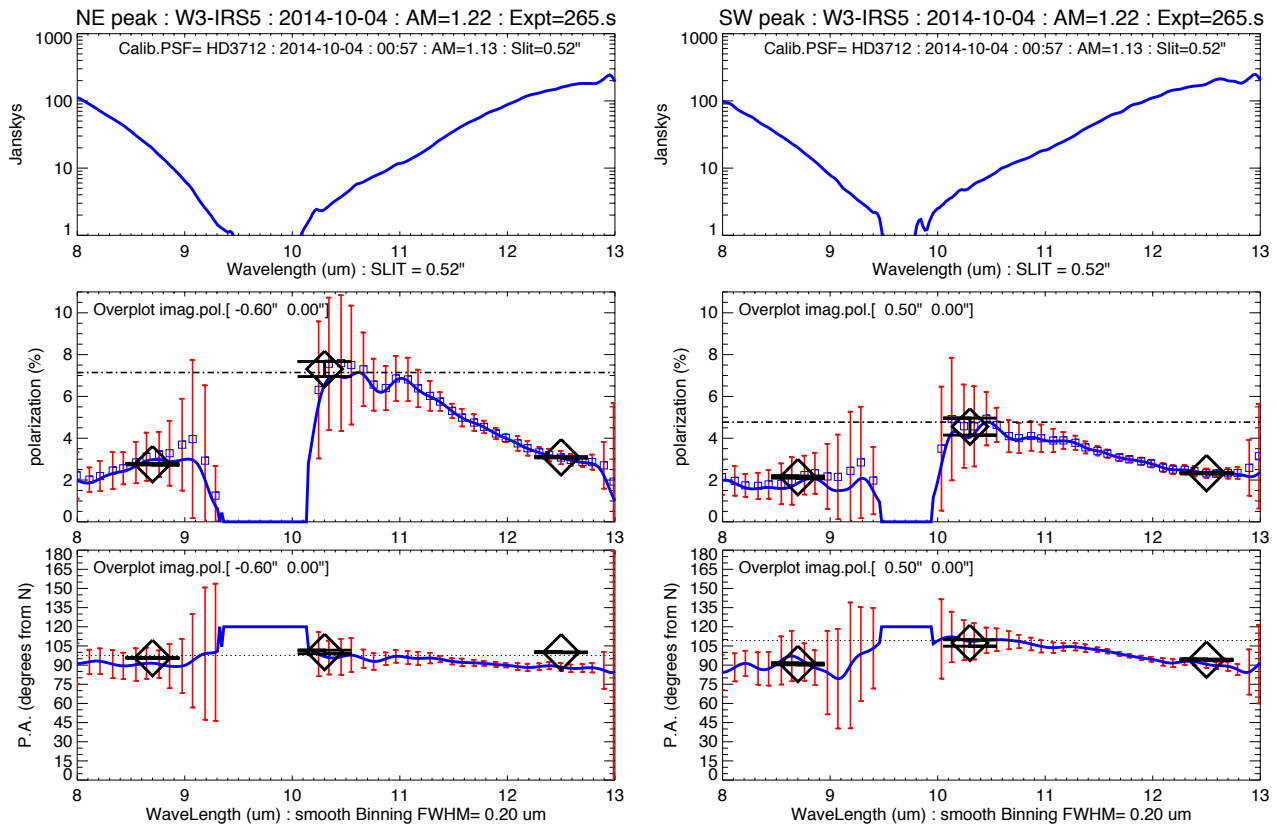 NE peak : W3-IRS5 : 2014-10-04 : AM=1.22 : Expt=265.s
Calib.PSF= HD3712 : 2014-10-04 : 00:57 : AM=1.13 : Slit=0.52"
1000
100
10
1
Janskys
8 9 10 11 12 13
Wavelength (um) : SLIT = 0.52"
Overplot imag.pol.[ -0.60" 0.00"]
10
8
6
4
2
0
polarization (%)
8 9 10 11 12 13
Overplot imag.pol.[ -0.60" 0.00"]
180
165
150
135
120
105
90
75
60
45
30
15
0
P.A. (degrees from N)
8 9 10 11 12 13
WaveLength (um) : smooth Binning FWHM= 0.20 um
SW peak : W3-IRS5 : 2014-10-04 : AM=1.22 : Expt=265.s
Calib.PSF= HD3712 : 2014-10-04 : 00:57 : AM=1.13 : Slit=0.52"
1000
100
10
1
Janskys
8 9 10 11 12 13
Wavelength (um) : SLIT = 0.52"
Overplot imag.pol.[ 0.50" 0.00"]
10
8
6
4
2
0
polarization (%)
8 9 10 11 12 13
Overplot imag.pol.[ 0.50" 0.00"]
180
165
150
135
120
105
90
75
60
45
30
15
0
P.A. (degrees from N)
8 9 10 11 12 13
WaveLength (um) : smooth Binning FWHM= 0.20 um